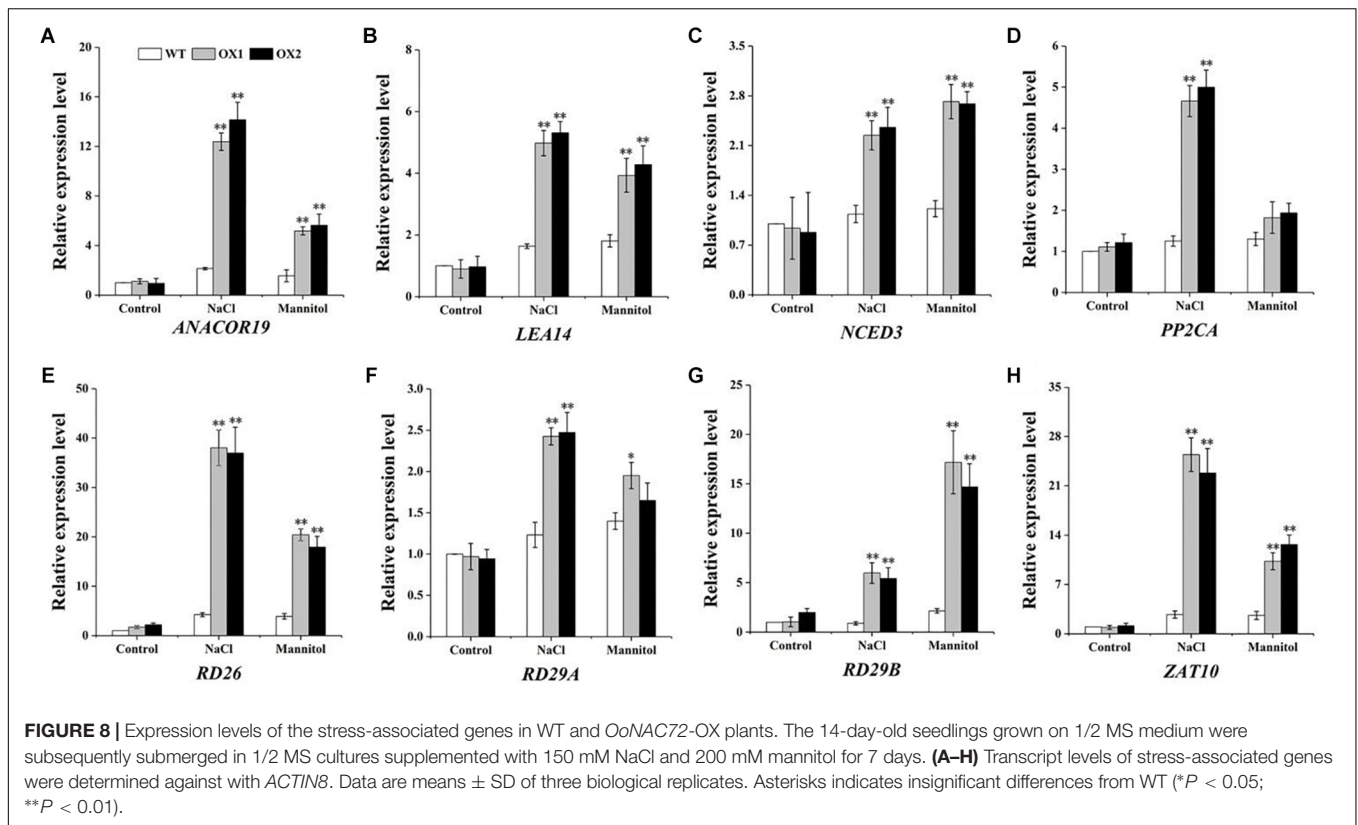 A
B
C
D
WT OX1 OX2
Relative expression level
20
16
12
8
4
0
** ** ** **
Control NaCl Mannitol
ANACOR19
Relative expression level
8
6
4
2
0
** ** ** **
Control NaCl Mannitol
LEA14
Relative expression level
3.5
2.8
2.1
1.4
0.7
0.0
** ** ** **
Control NaCl Mannitol
NCED3
Relative expression level
6
5
4
3
2
1
0
** **
Control NaCl Mannitol
PP2CA
E
F
G
H
Relative expression level
50
40
30
20
10
0
** ** ** **
Control NaCl Mannitol
RD26
Relative expression level
3.0
2.5
2.0
1.5
1.0
0.5
0.0
** ** *
Control NaCl Mannitol
RD29A
Relative expression level
25
20
15
10
5
0
** ** ** **
Control NaCl Mannitol
RD29B
Relative expression level
35
28
21
14
7
0
** ** ** **
Control NaCl Mannitol
ZAT10
FIGURE 8 | Expression levels of the stress-associated genes in WT and OoNAC72-OX plants. The 14-day-old seedlings grown on 1/2 MS medium were
subsequently submerged in 1/2 MS cultures supplemented with 150 mM NaCl and 200 mM mannitol for 7 days. (A–H) Transcript levels of stress-associated genes
were determined against with ACTIN8. Data are means ± SD of three biological replicates. Asterisks indicates insignificant differences from WT (*P < 0.05;
**P < 0.01).